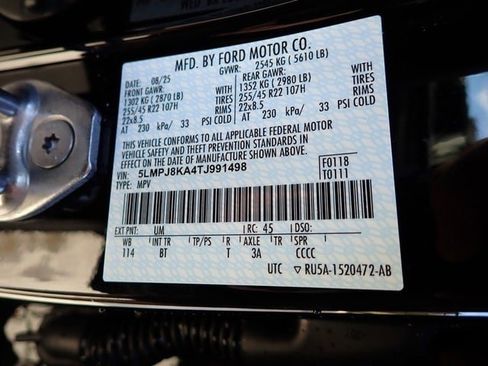 MFD. BY FORD MOTOR CO.
DATE: 08/25 GVWR: 2545 KG ( 5610 LB)
FRONT GAWR: REAR GAWR:
1302 KG ( 2870 LB) WITH 1352 KG ( 2980 LB) WITH
255/45 R22 107H TIRES 255/45 R22 107H TIRES
22x8.5 RIMS 22x8.5 RIMS
AT 230 kPa/ 33 PSI COLD AT 230 kPa/ 33 PSI COLD
THIS VEHICLE CONFORMS TO ALL APPLICABLE FEDERAL MOTOR
VEHICLE SAFETY AND THEFT PREVENTION STANDARDS IN EFFECT ON
THE DATE OF MANUFACTURE SHOWN ABOVE.
VIN: 5LMPJ8KA4TJ991498 F0118
TYPE: MPV T0111
EXT PNT: UM RC: 45 DSO:
WB INT TR TP/PS R AXLE TR SPRING
114 BT T 3A CCCC
UTC ▽ RU5A-1520472-AB